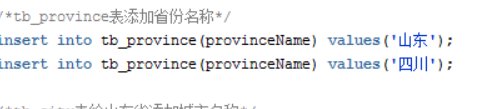 /*tb_province表添加省份名称*/
insert into tb_province(provinceName) values('山东');
insert into tb_province(provinceName) values('四川');